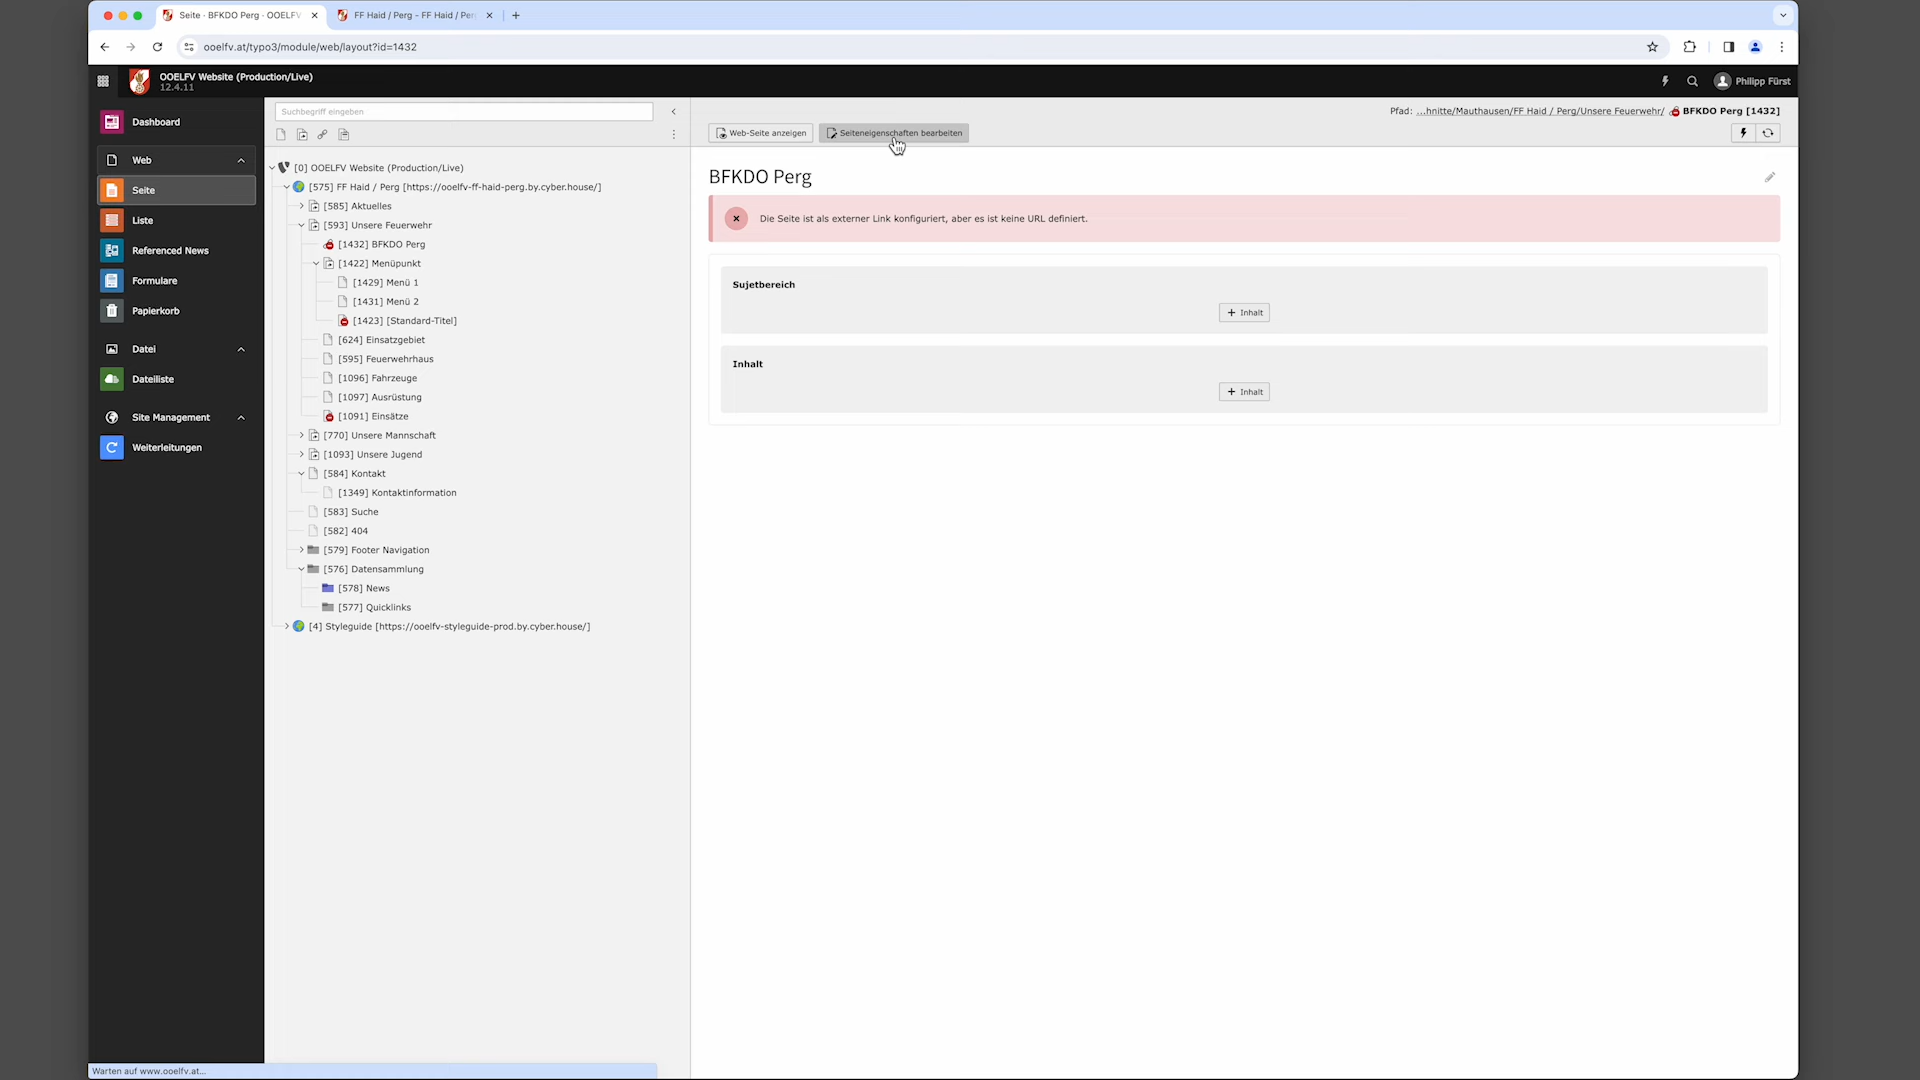 Seite · BFKDO Perg · OOELFV
FF Haid / Perg - FF Haid / Per
ooelfv.at/typo3/module/web/layout?id=1432
OOELFV Website (Production/Live)
12.4.11
Philipp Fürst
Dashboard
Web
Seite
Liste
Referenced News
Formulare
Papierkorb
Datei
Dateiliste
Site Management
Weiterleitungen
Suchbegriff eingeben
[0] OOELFV Website (Production/Live)
[575] FF Haid / Perg [https://ooelfv-ff-haid-perg.by.cyber.house/]
[585] Aktuelles
[593] Unsere Feuerwehr
[1432] BFKDO Perg
[1422] Menüpunkt
[1429] Menü 1
[1431] Menü 2
[1423] [Standard-Titel]
[624] Einsatzgebiet
[595] Feuerwehrhaus
[1096] Fahrzeuge
[1097] Ausrüstung
[1091] Einsätze
[770] Unsere Mannschaft
[1093] Unsere Jugend
[584] Kontakt
[1349] Kontaktinformation
[583] Suche
[582] 404
[579] Footer Navigation
[576] Datensammlung
[578] News
[577] Quicklinks
[4] Styleguide [https://ooelfv-styleguide-prod.by.cyber.house/]
Pfad: ...hnitte/Mauthausen/FF Haid / Perg/Unsere Feuerwehr/ BFKDO Perg [1432]
Web-Seite anzeigen
Seiteneigenschaften bearbeiten
BFKDO Perg
Die Seite ist als externer Link konfiguriert, aber es ist keine URL definiert.
Sujetbereich
+ Inhalt
Inhalt
+ Inhalt
Warten auf www.ooelfv.at...